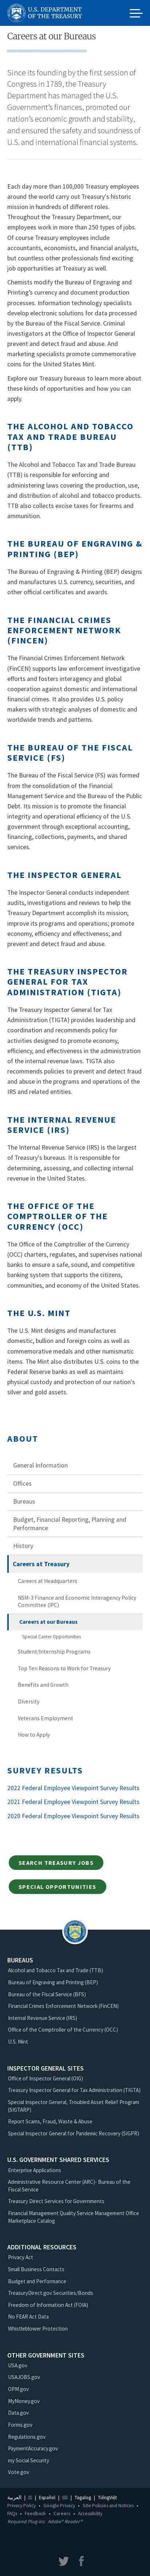 U.S. DEPARTMENT
OF THE TREASURY
Careers at our Bureaus
Since its founding by the first session of
Congress in 1789, the Treasury
Department has managed the U.S.
Government's finances, promoted our
nation's economic growth and stability,
and ensured the safety and soundness of
U.S. and international financial systems.
Each day more than 100,000 Treasury employees
around the world carry out Treasury's historic
mission in hundreds of different roles.
Throughout the Treasury Department, our
employees work in more than 250 types of jobs.
Of course Treasury employees include
accountants, economists, and financial analysts,
but countless other professionals find exciting
job opportunities at Treasury as well.
Chemists modify the Bureau of Engraving and
Printing's currency and document production
presses. Information technology specialists
develop electronic solutions for data processed
by the Bureau of the Fiscal Service. Criminal
investigators at the Office of Inspector General
detect and prevent fraud and abuse. And
marketing specialists promote commemorative
coins for the United States Mint.
Explore our Treasury bureaus to learn more about
these kinds of opportunities and how you can
apply.
THE ALCOHOL AND TOBACCO
TAX AND TRADE BUREAU
(TTB)
The Alcohol and Tobacco Tax and Trade Bureau
(TTB) is responsible for enforcing and
administering laws covering the production, use,
and distribution of alcohol and tobacco products.
TTB also collects excise taxes for firearms and
ammunition.
THE BUREAU OF ENGRAVING &
PRINTING (BEP)
The Bureau of Engraving & Printing (BEP) designs
and manufactures U.S. currency, securities, and
other official certificates and awards.
THE FINANCIAL CRIMES
ENFORCEMENT NETWORK
(FINCEN)
The Financial Crimes Enforcement Network
(FinCEN) supports law enforcement investigative
efforts and fosters interagency and global
cooperation against domestic and international
financial crimes. It also provides U.S. policy
makers with strategic analyses of domestic and
worldwide trends and patterns.
THE BUREAU OF THE FISCAL
SERVICE (FS)
The Bureau of the Fiscal Service (FS) was formed
from the consolidation of the Financial
Management Service and the Bureau of the Public
Debt. Its mission is to promote the financial
integrity and operational efficiency of the U.S.
government through exceptional accounting,
financing, collections, payments, and shared
services.
THE INSPECTOR GENERAL
The Inspector General conducts independent
audits, investigations and reviews to help the
Treasury Department accomplish its mission,
improve its programs and operations; promote
economy, efficiency and effectiveness; and
prevent and detect fraud and abuse.
THE TREASURY INSPECTOR
GENERAL FOR TAX
ADMINISTRATION (TIGTA)
The Treasury Inspector General for Tax
Administration (TIGTA) provides leadership and
coordination and recommends policy for
activities designed to promote economy,
efficiency, and effectiveness in the administration
of the internal revenue laws. TIGTA also
recommends policies to prevent and detect fraud
and abuse in the programs and operations of the
IRS and related entities.
THE INTERNAL REVENUE
SERVICE (IRS)
The Internal Revenue Service (IRS) is the largest
of Treasury's bureaus. It is responsible for
determining, assessing, and collecting internal
revenue in the United States.
THE OFFICE OF THE
COMPTROLLER OF THE
CURRENCY (OCC)
The Office of the Comptroller of the Currency
(OCC) charters, regulates, and supervises national
banks to ensure a safe, sound, and competitive
banking system that supports the citizens,
communities, and economy of the United States.
THE U.S. MINT
The U.S. Mint designs and manufactures
domestic, bullion and foreign coins as well as
commemorative medals and other numismatic
items. The Mint also distributes U.S. coins to the
Federal Reserve banks as well as maintains
physical custody and protection of our nation's
silver and gold assets.
ABOUT
General Information
Offices
Bureaus
Budget, Financial Reporting, Planning and
Performance
History
Careers at Treasury
Careers at Headquarters
NSM-3 Finance and Economic Interagency Policy
Committee (IPC)
Careers at our Bureaus
Special Career Opportunities
Student/Internship Programs
Top Ten Reasons to Work for Treasury
Benefits and Growth
Diversity
Veterans Employment
How to Apply
SURVEY RESULTS
2022 Federal Employee Viewpoint Survey Results
2021 Federal Employee Viewpoint Survey Results
2020 Federal Employee Viewpoint Survey Results
SEARCH TREASURY JOBS
SPECIAL OPPORTUNITIES
BUREAUS
Alcohol and Tobacco Tax and Trade (TTB)
Bureau of Engraving and Printing (BEP)
Bureau of the Fiscal Service (BFS)
Financial Crimes Enforcement Network (FinCEN)
Internal Revenue Service (IRS)
Office of the Comptroller of the Currency (OCC)
U.S. Mint
INSPECTOR GENERAL SITES
Office of Inspector General (OIG)
Treasury Inspector General for Tax Administration (TIGTA)
Special Inspector General, Troubled Asset Relief Program
(SIGTARP)
Report Scams, Fraud, Waste & Abuse
Special Inspector General for Pandemic Recovery (SIGPR)
U.S. GOVERNMENT SHARED SERVICES
Enterprise Applications
Administrative Resource Center (ARC)- Bureau of the
Fiscal Service
Treasury Direct Services for Governments
Financial Management Quality Service Management Office
Marketplace Catalog
ADDITIONAL RESOURCES
Privacy Act
Small Business Contacts
Budget and Performance
TreasuryDirect.gov Securities/Bonds
Freedom of Information Act (FOIA)
No FEAR Act Data
Whistleblower Protection
OTHER GOVERNMENT SITES
USA.gov
USAJOBS.gov
OPM.gov
MyMoney.gov
Data.gov
Forms.gov
Regulations.gov
PaymentAccuracy.gov
my Social Security
Vote.gov
العربية | Español | Tagalog | TiếngViệt
Privacy Policy • Google Privacy • Site Policies and Notices •
FAQs • Feedback • Careers • Accessibility
Required Plug-ins Adobe® Reader®